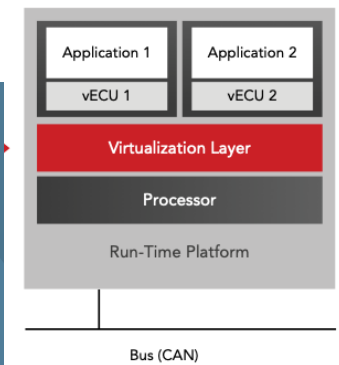 Application 1
Application 2
vECU 1
vECU 2
Virtualization Layer
Processor
Run-Time Platform
Bus (CAN)